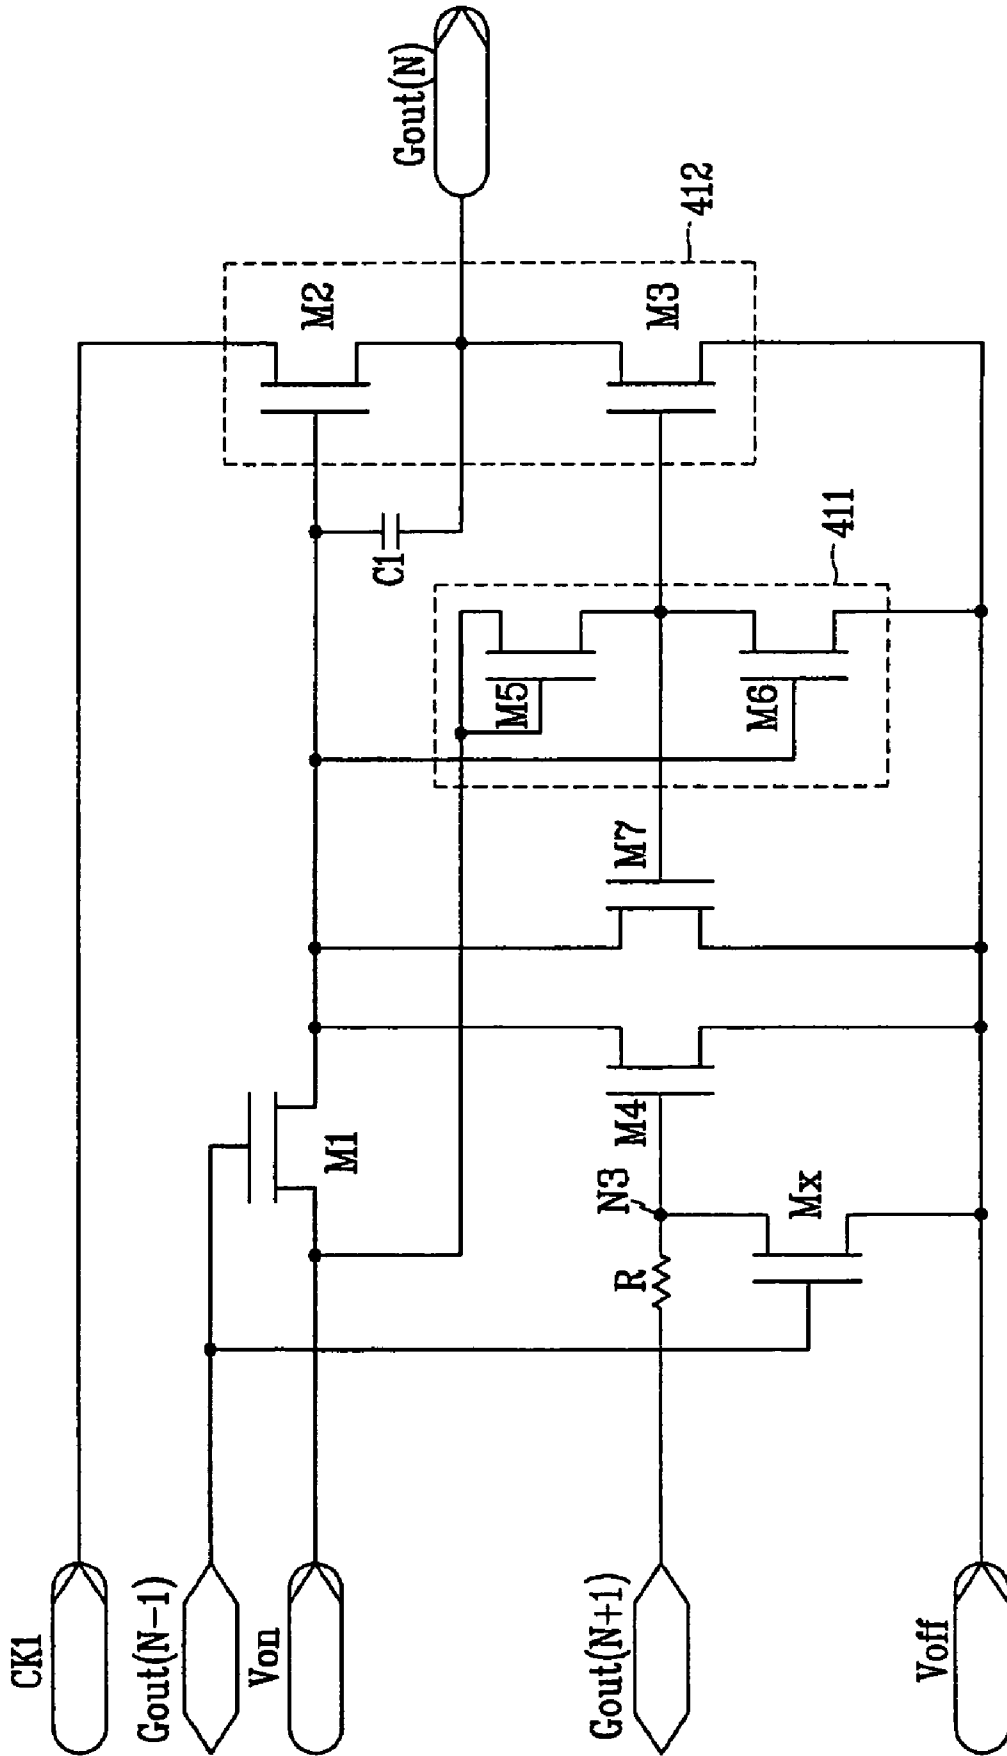 CK1
Gout(N-1)
Von
Gout(N+1)
Voff
M1
R
N3
Mx
M4
M7
M5
M6
411
C1
M2
M3
412
Gout(N)